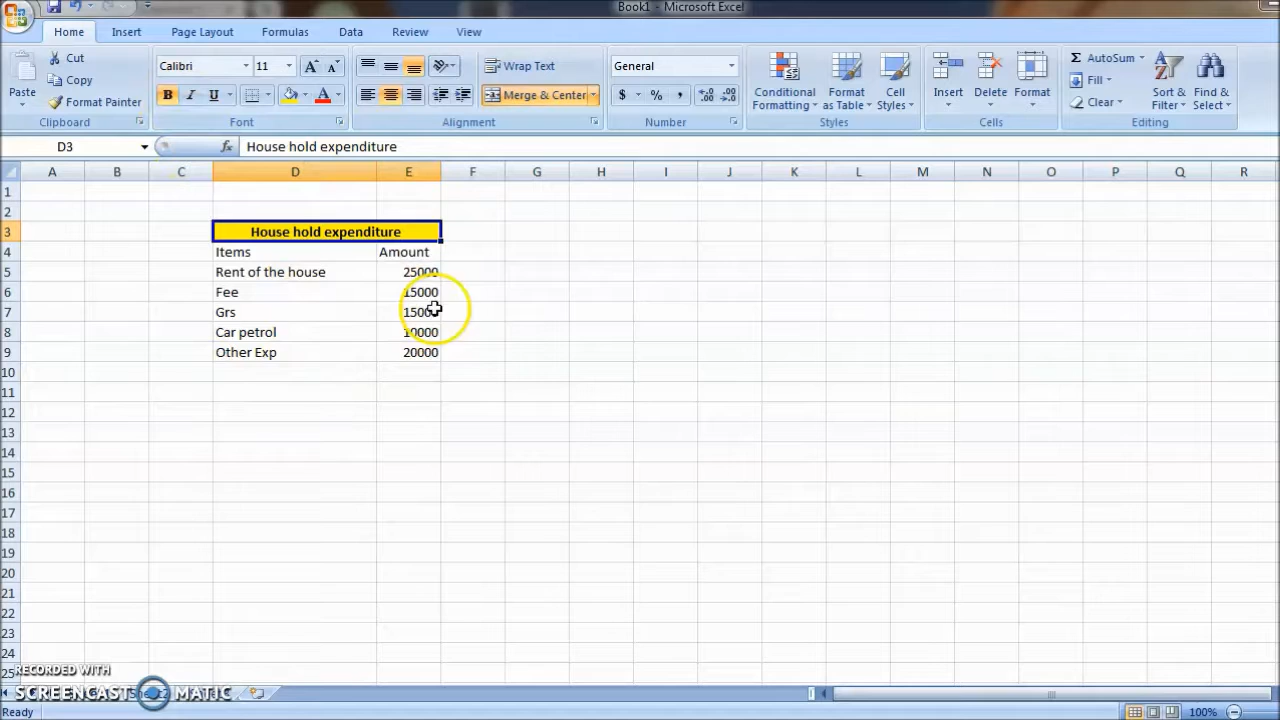 Book1 - Microsoft Excel
Home Insert Page Layout Formulas Data Review View
Paste
Cut
Copy
Format Painter
Clipboard
Calibri 11
B I U
Font
Wrap Text
Merge & Center
Alignment
General
$ % ,
Number
Conditional Formatting
Format as Table
Cell Styles
Styles
Insert Delete Format
Cells
Σ AutoSum
Fill
Clear
Sort & Filter
Find & Select
Editing
D3 fx House hold expenditure
A B C D E F G H I J K L M N O P Q R
1
2
3 House hold expenditure
4 Items Amount
5 Rent of the house 25000
6 Fee 15000
7 Grs 15000
8 Car petrol 10000
9 Other Exp 20000
10
11
12
13
14
15
16
17
18
19
20
21
22
23
24
25
RECORDED WITH
SCREENCAST MATIC
Ready 100%